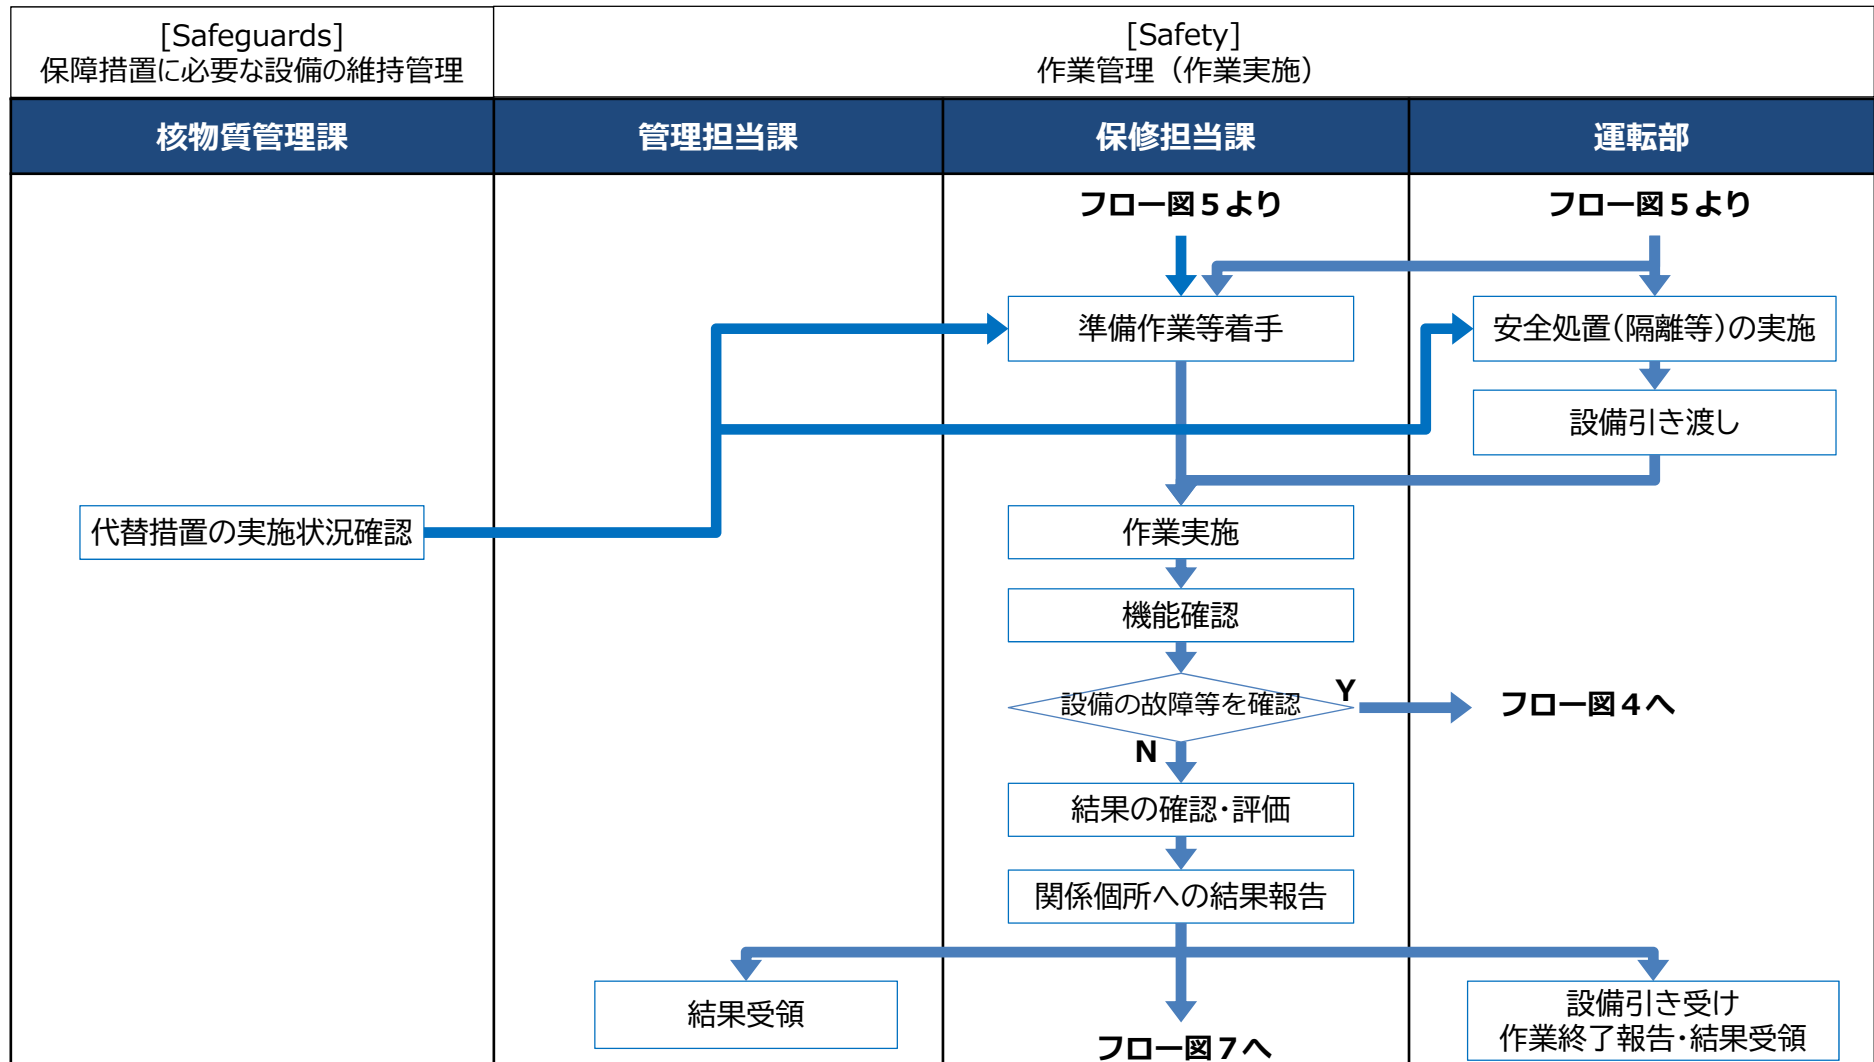 [Safeguards]
保障措置に必要な設備の維持管理
[Safety]
作業管理（作業実施）
核物質管理課
管理担当課
保修担当課
運転部
フロー図５より
フロー図５より
準備作業等着手
安全処置(隔離等)の実施
設備引き渡し
代替措置の実施状況確認
作業実施
機能確認
設備の故障等を確認
Y
フロー図４へ
N
結果の確認･評価
関係個所への結果報告
結果受領
フロー図７へ
設備引き受け
作業終了報告･結果受領